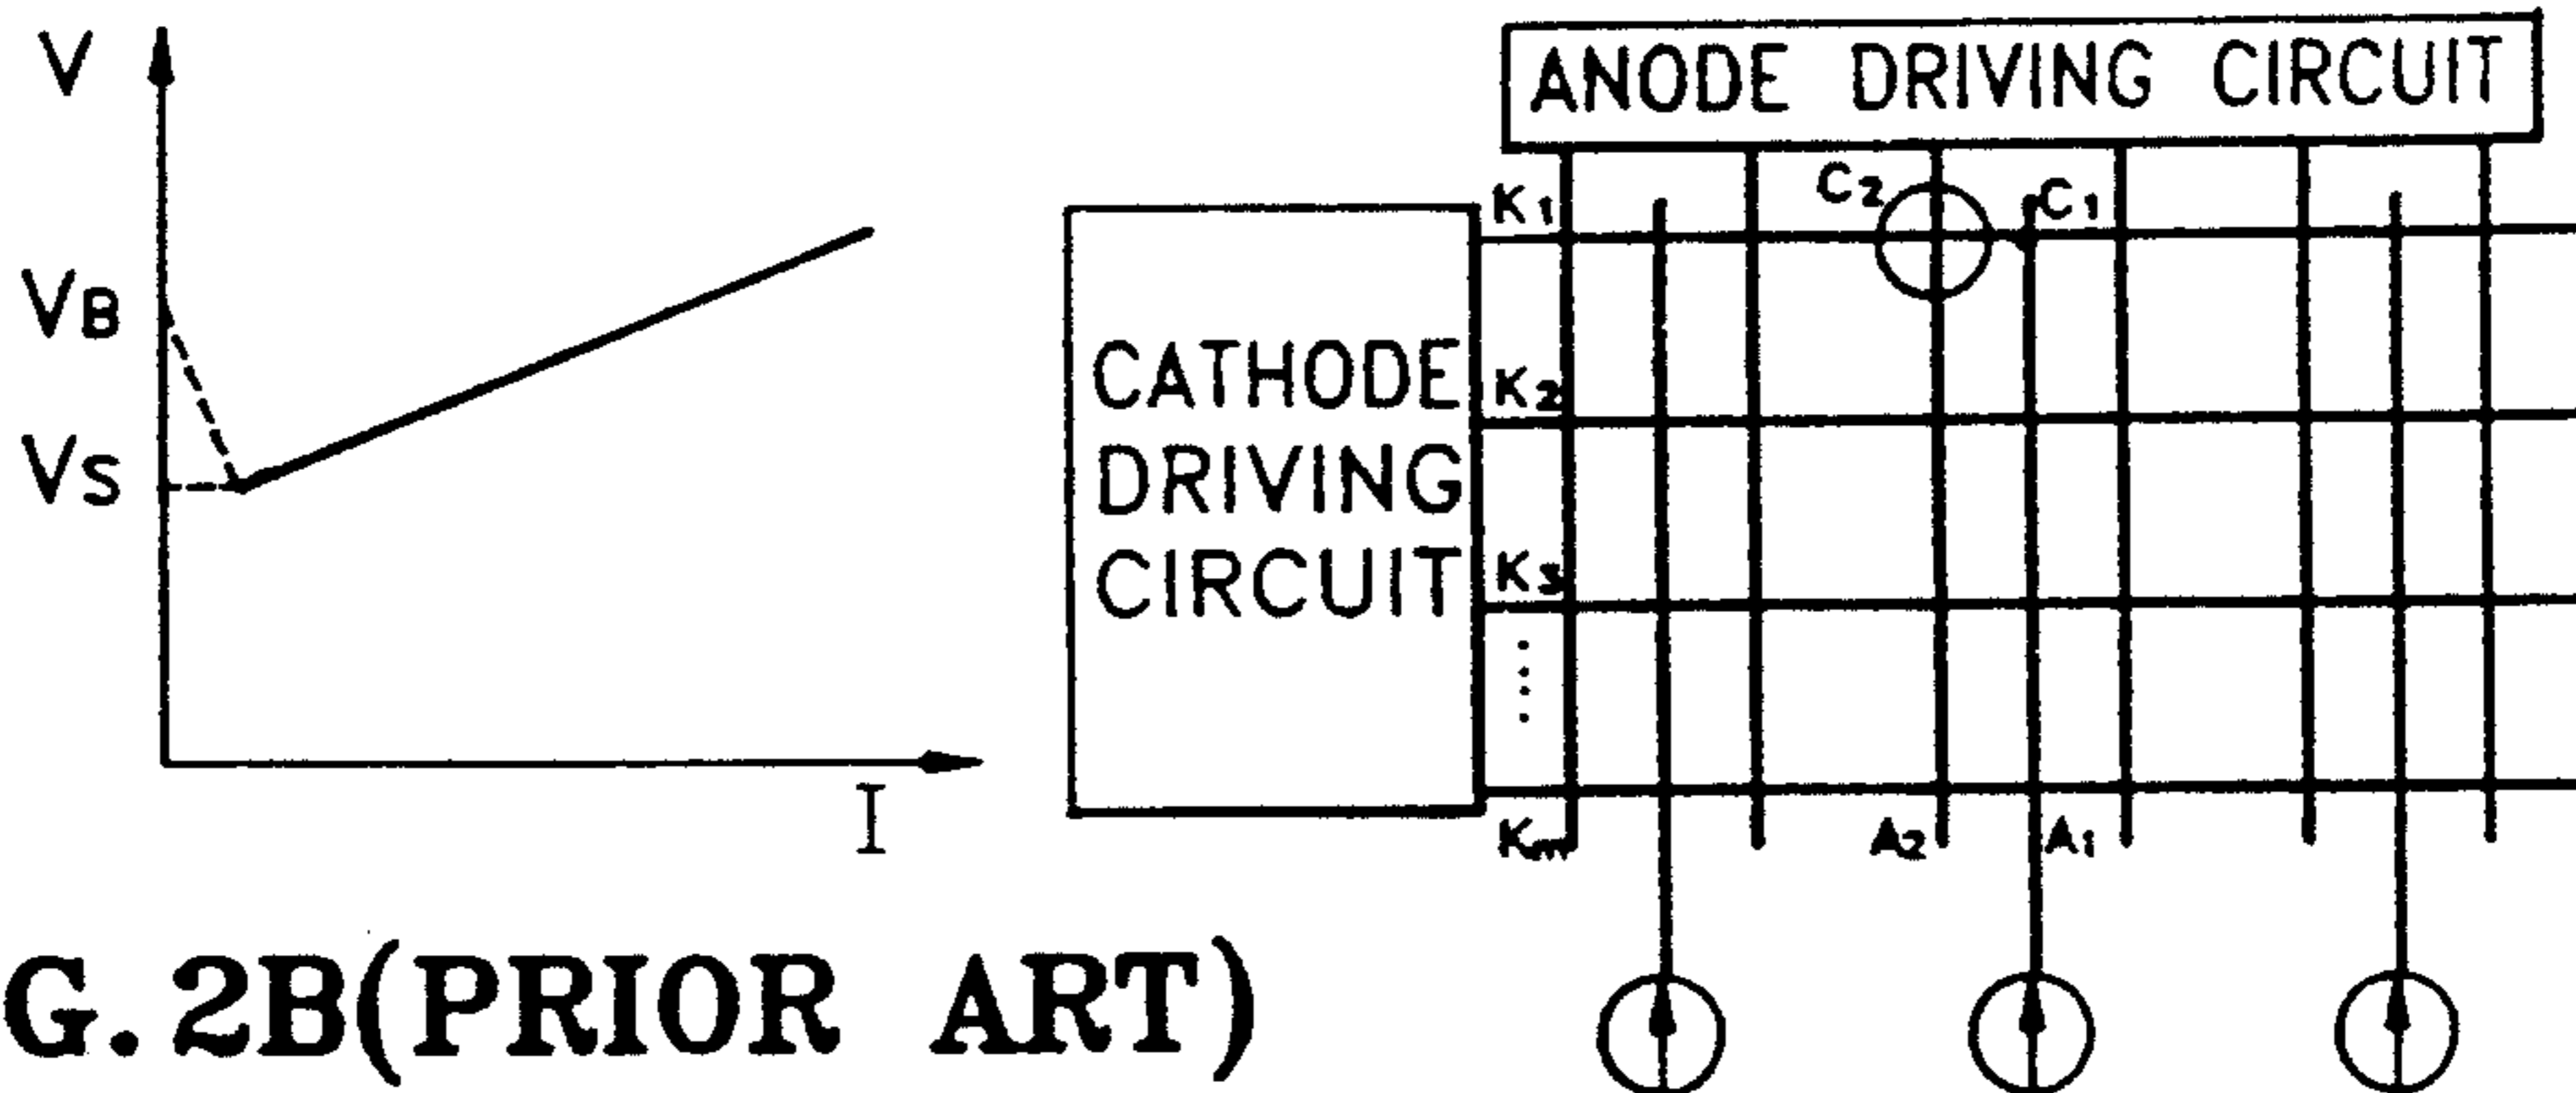 V
VB
VS
I
G. 2B(PRIOR ART)
ANODE DRIVING CIRCUIT
CATHODE
DRIVING
CIRCUIT
K1
K2
K3
Km
C2
C1
A2
A1